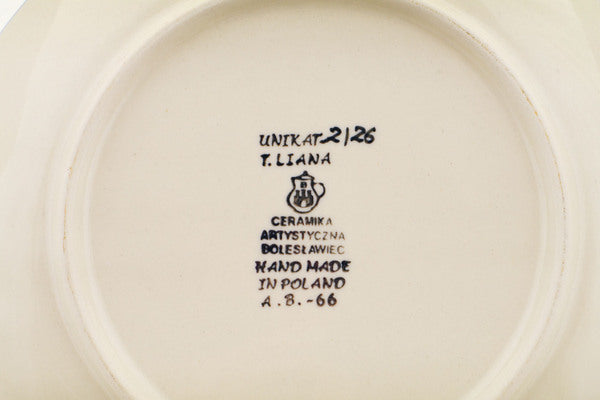 UNIKAT 2/26
T. LIANA
CERAMIKA
ARTYSTYCZNA
BOLESŁAWIEC
HAND MADE
IN POLAND
A.B.-66